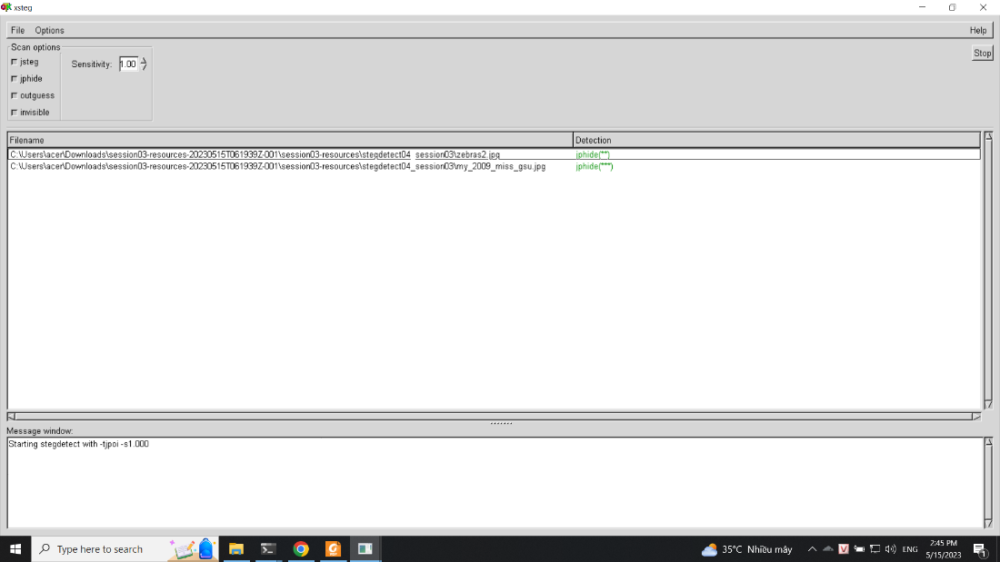 xsteg
File Options Help
Scan options
jsteg
Sensitivity: 1.00
Stop
jphide
outguess
invisible
Filename Detection
C:\Users\acer\Downloads\session03-resources-20230515T061939Z-001\session03-resources\stegdetect04_session03\zebras2.jpg jphide(**)
C:\Users\acer\Downloads\session03-resources-20230515T061939Z-001\session03-resources\stegdetect04_session03\my_2009_miss_gsu.jpg jphide(***)
Message window:
Starting stegdetect with -tjpoi -s1.000
Type here to search
35°C Nhiều mây
V
ENG
2:45 PM
5/15/2023
1